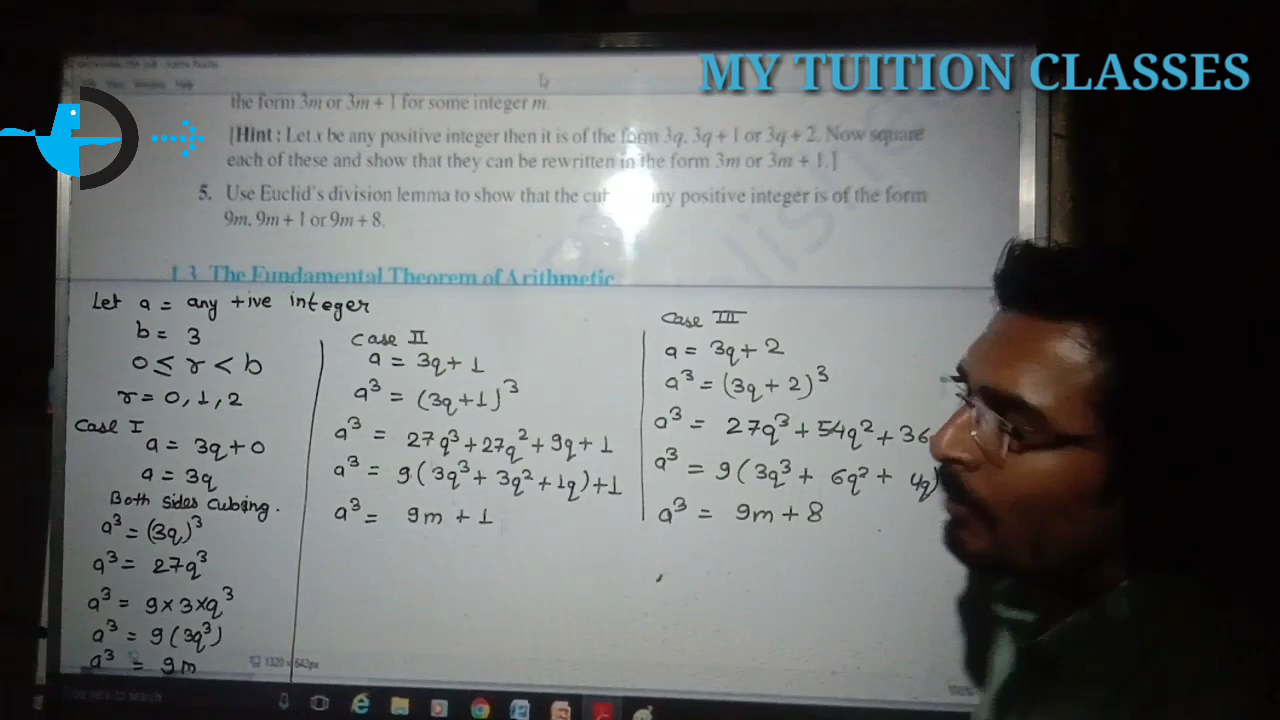 MY TUITION CLASSES
the form 3m or 3m + 1 for some integer m.
[Hint : Let x be any positive integer then it is of the form 3q, 3q + 1 or 3q + 2. Now square
each of these and show that they can be rewritten in the form 3m or 3m + 1.]
5. Use Euclid's division lemma to show that the any positive integer is of the form
9m, 9m + 1 or 9m + 8.
1.3 The Fundamental Theorem of Arithmetic
Let a = any +ive integer
b = 3
0 ≤ r < b
r = 0, 1, 2
Case I
a = 3q + 0
a = 3q
Both sides Cubing.
a³ = (3q)³
a³ = 27q³
a³ = 9 × 3 × q³
a³ = 9 (3q³)
a³ = 9m
Case II
a = 3q + 1
a³ = (3q + 1)³
a³ = 27q³ + 27q² + 9q + 1
a³ = 9 (3q³ + 3q² + 1q) + 1
a³ = 9m + 1
Case III
a = 3q + 2
a³ = (3q + 2)³
a³ = 27q³ + 54q² + 36
a³ = 9 (3q³ + 6q² + 4q)
a³ = 9m + 8
1320 × 642px